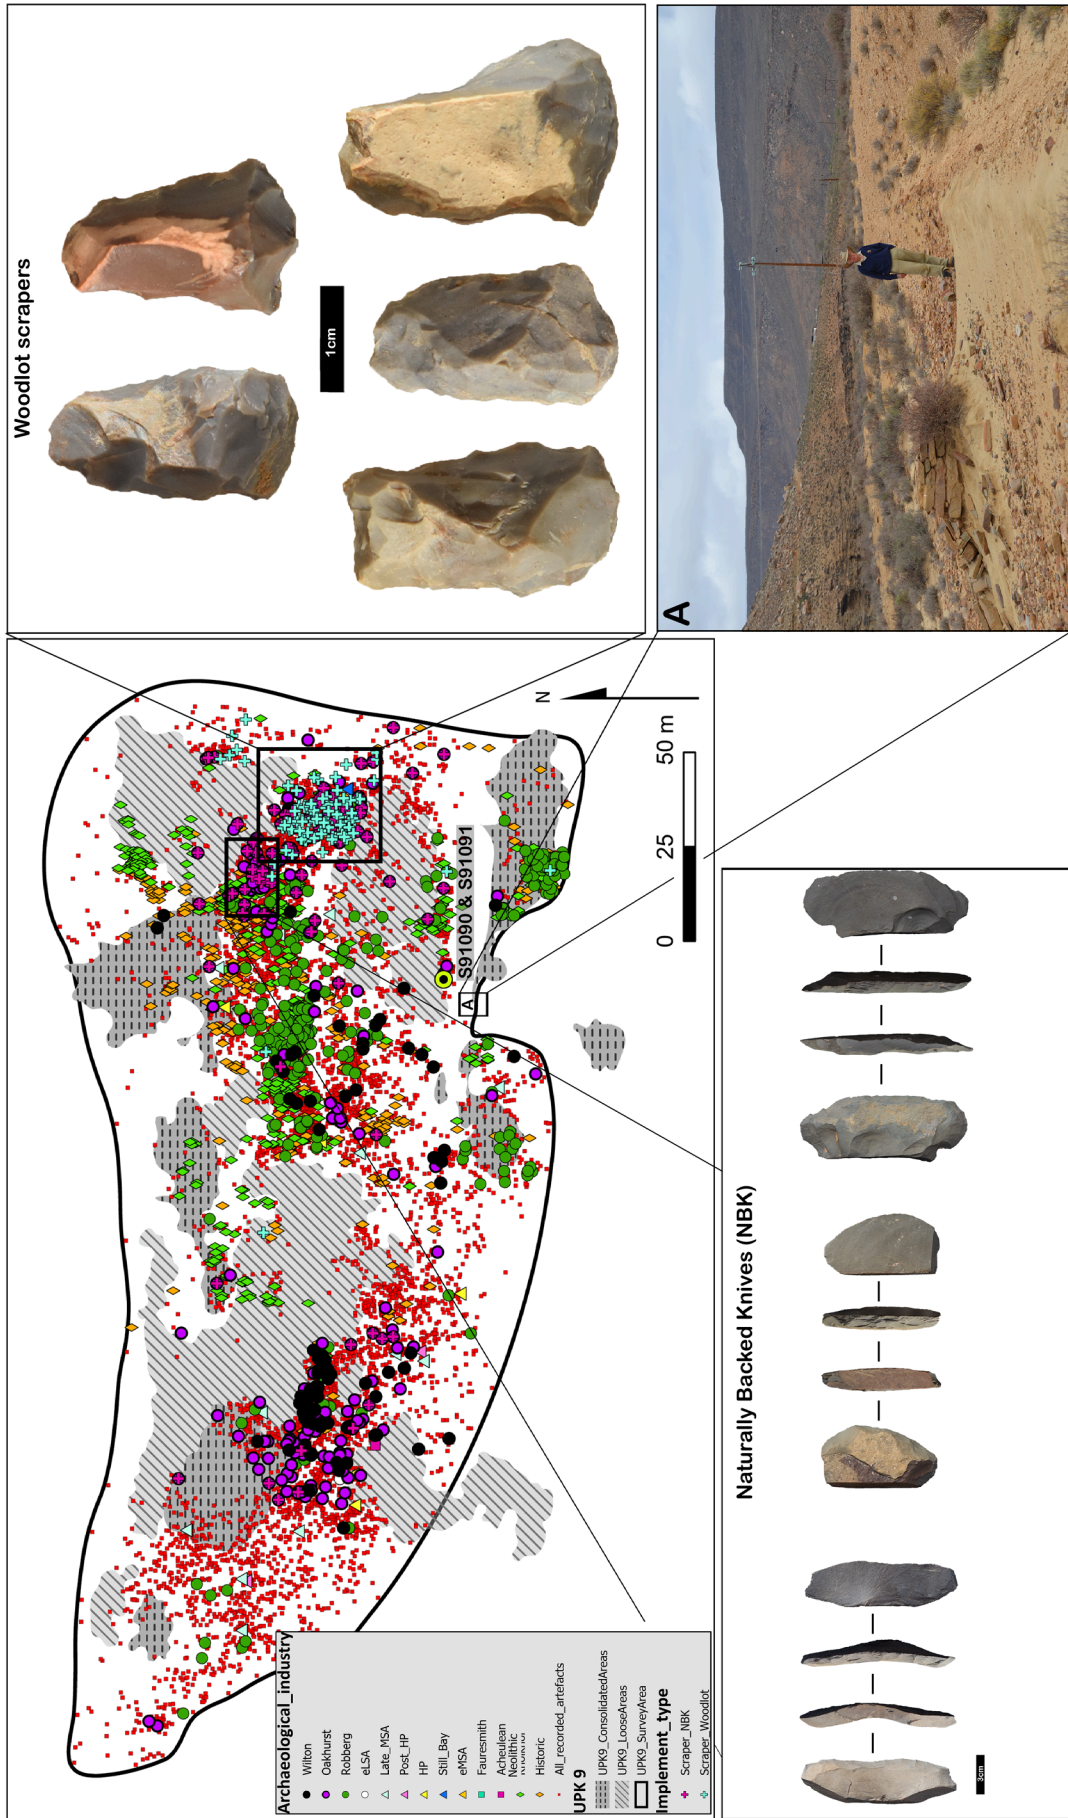 Woodlot scrapers
1cm
A
N
0 25 50 m
S91090 & S91091
A
Archaeological_industry
Wilton
Oakhurst
Robberg
eLSA
Late_MSA
Post_HP
HP
Still_Bay
eMSA
Fauresmith
Acheulean
Neolithic
Historic
All_recorded_artefacts
UPK 9
UPK9_ConsolidatedAreas
UPK9_LooseAreas
UPK9_SurveyArea
Implement_type
Scraper_NBK
Scraper_Woodlot
Naturally Backed Knives (NBK)
3cm